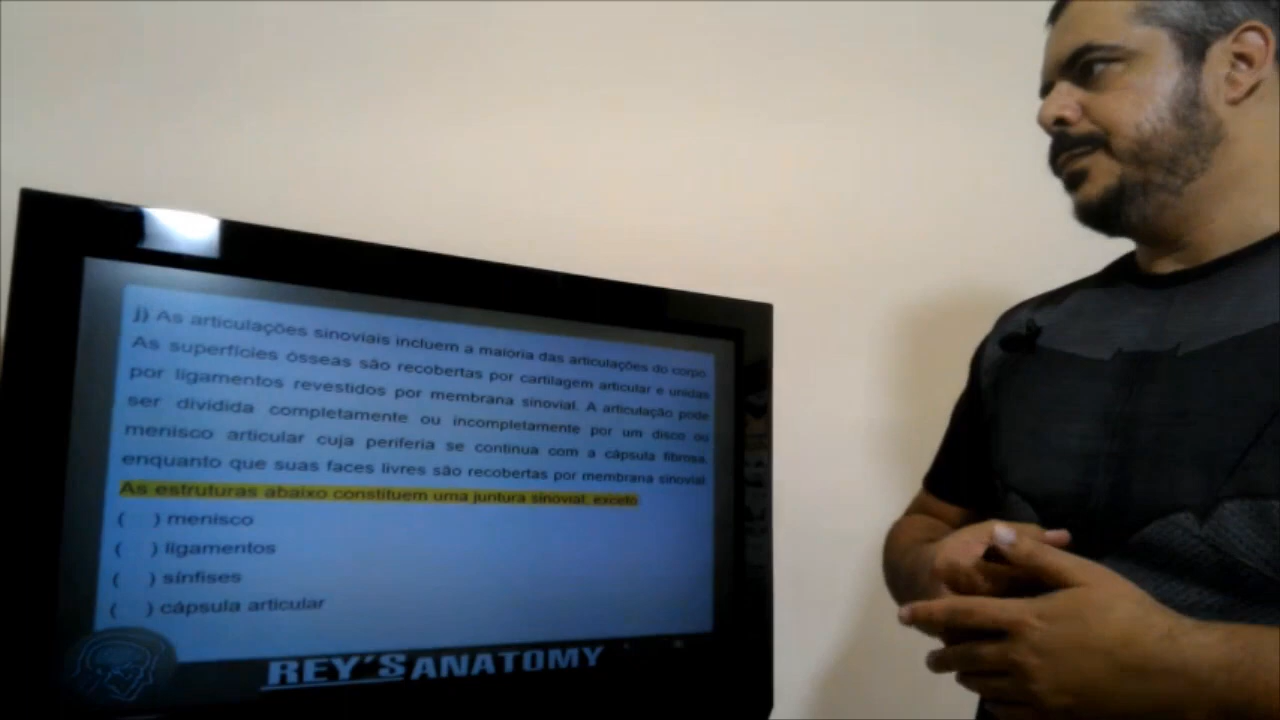 j) As articulações sinoviais incluem a maioria das articulações do corpo.
As superfícies ósseas são recobertas por cartilagem articular e unidas
por ligamentos revestidos por membrana sinovial. A articulação pode
ser dividida completamente ou incompletamente por um disco ou
menisco articular cuja periferia se continua com a cápsula fibrosa,
enquanto que suas faces livres são recobertas por membrana sinovial.
As estruturas abaixo constituem uma juntura sinovial, exceto
( ) menisco
( ) ligamentos
( ) sínfises
( ) cápsula articular
REY'S ANATOMY